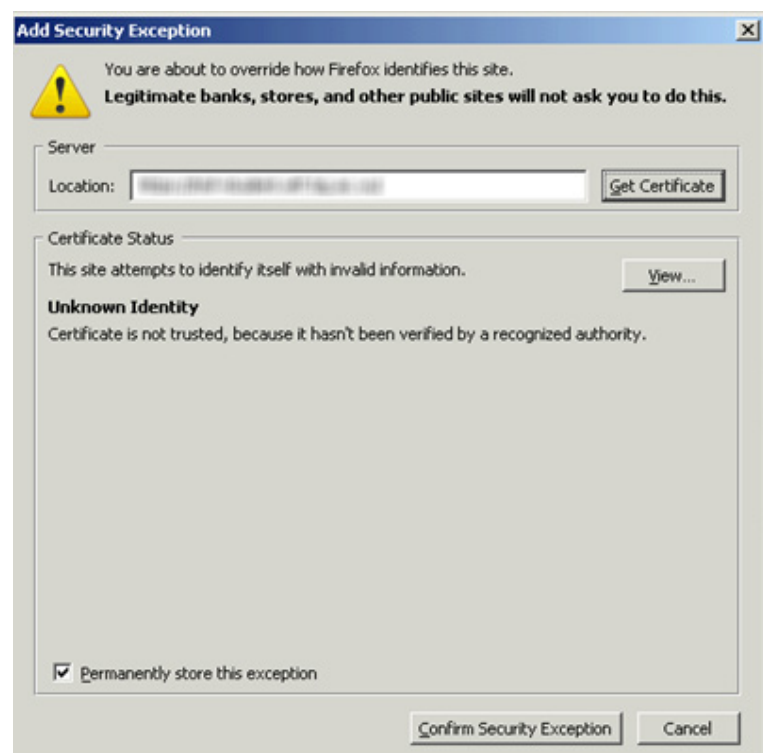 Add Security Exception
You are about to override how Firefox identifies this site.
Legitimate banks, stores, and other public sites will not ask you to do this.
Server
Location:
Get Certificate
Certificate Status
This site attempts to identify itself with invalid information.
View...
Unknown Identity
Certificate is not trusted, because it hasn't been verified by a recognized authority.
Permanently store this exception
Confirm Security Exception
Cancel